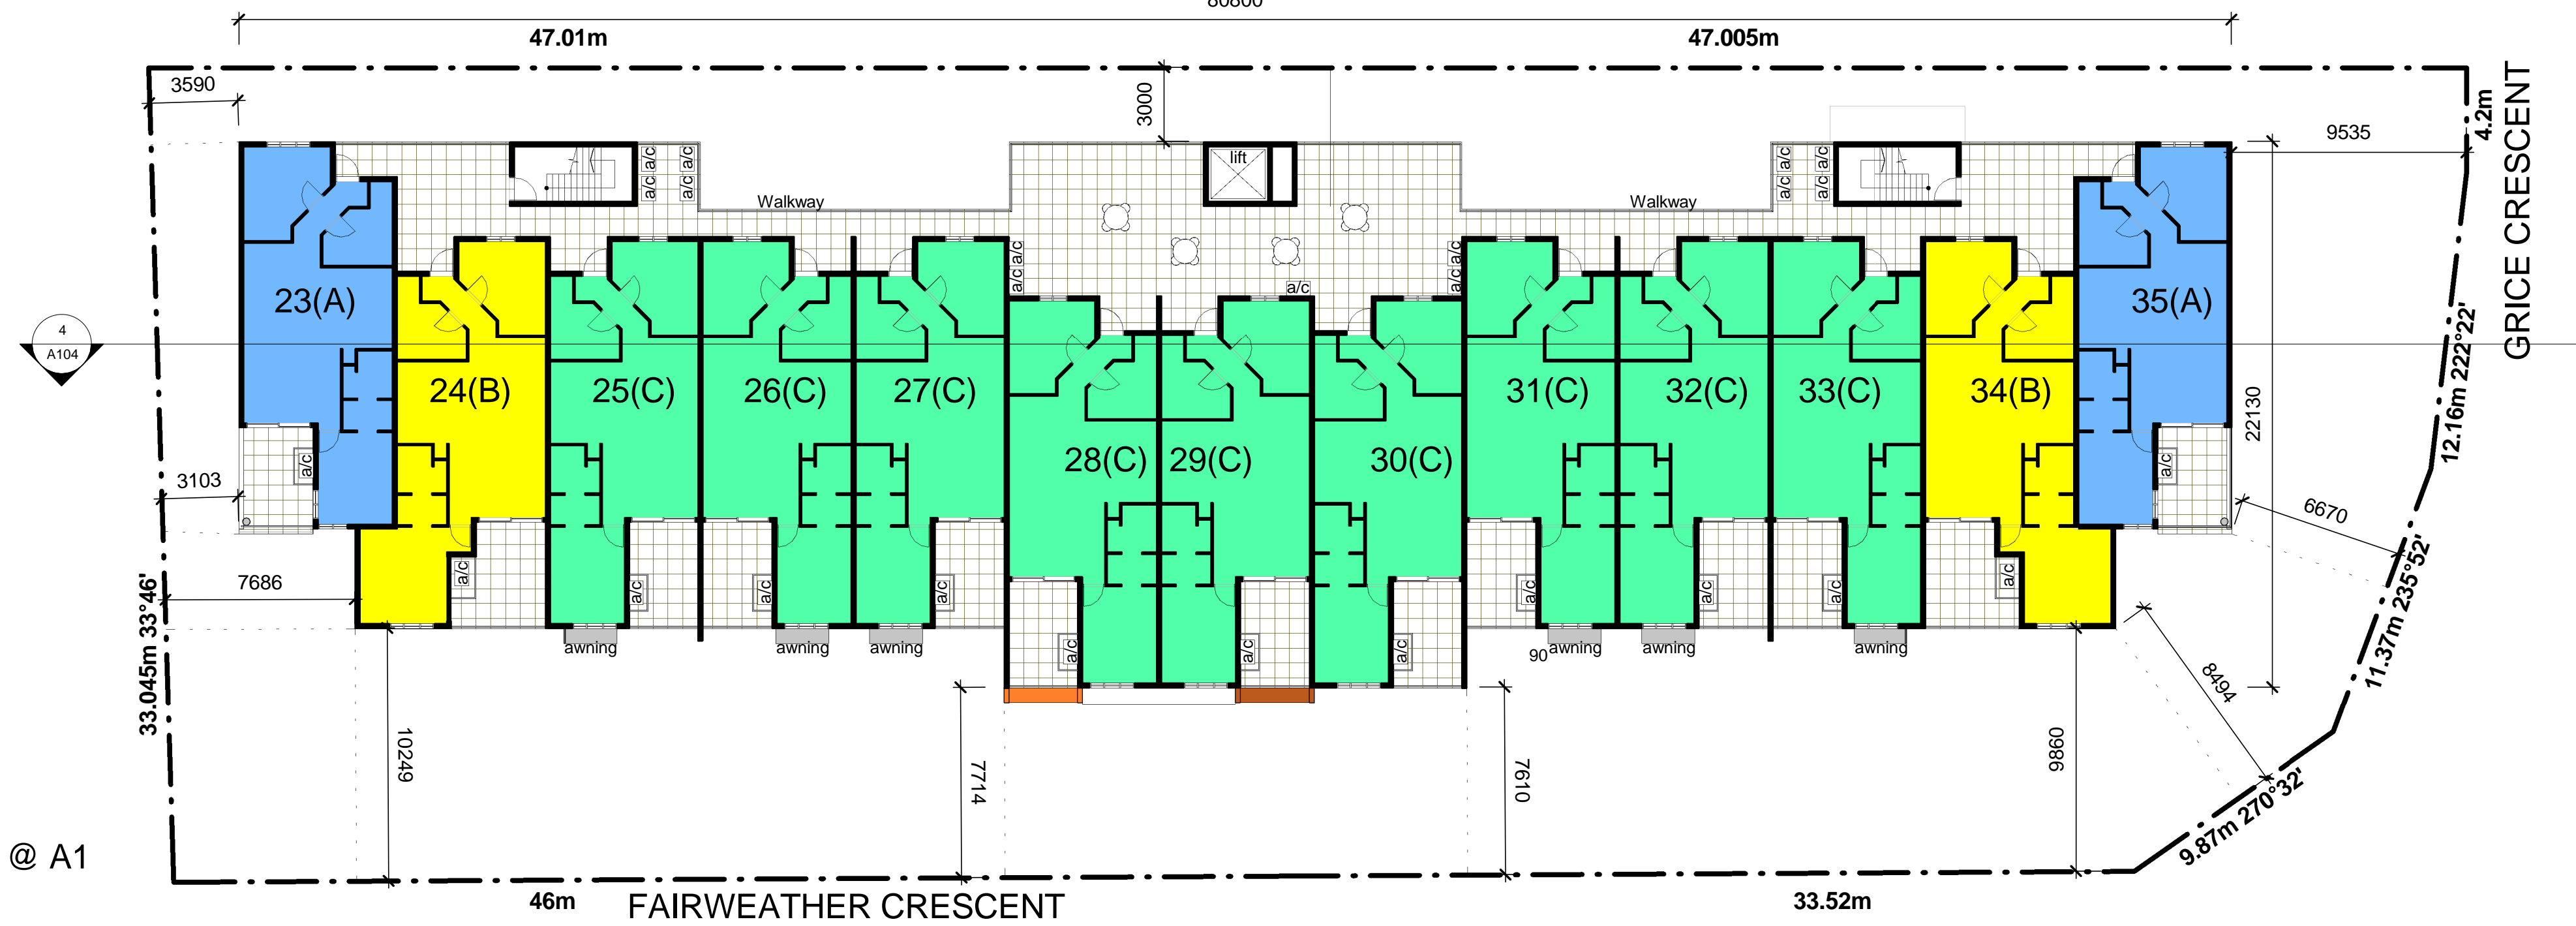 80800
47.01m
47.005m
3590
3000
9535
4.2m
GRICE CRESCENT
lift
a/c
a/c
a/c
a/c
a/c
a/c
a/c
a/c
Walkway
Walkway
a/c
a/c
a/c
a/c
a/c
23(A)
35(A)
4
A104
12.16m 222°22'
24(B)
25(C)
26(C)
27(C)
28(C)
29(C)
30(C)
31(C)
32(C)
33(C)
34(B)
22130
a/c
a/c
3103
6670
7686
a/c
a/c
a/c
a/c
a/c
a/c
a/c
a/c
a/c
a/c
a/c
33.045m 33°46'
11.37m 235°52'
awning
awning
awning
90
awning
awning
awning
8494
10249
7714
7610
9860
9.87m 270°32'
@ A1
46m
FAIRWEATHER CRESCENT
33.52m